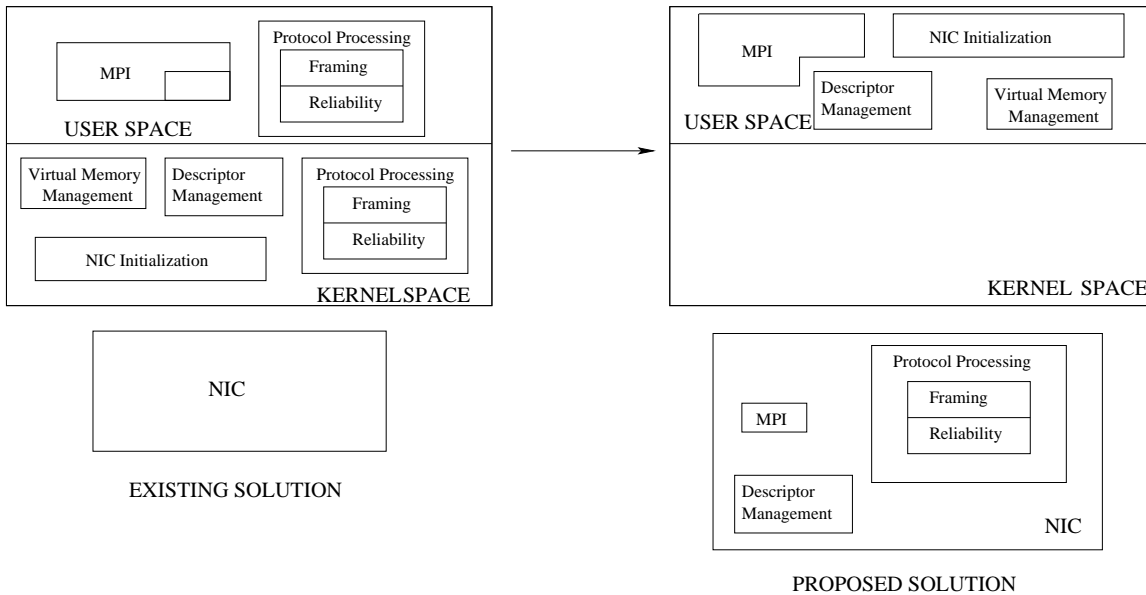 Protocol Processing
MPI
Framing
Reliability
USER SPACE
Virtual Memory
Management
Descriptor
Management
Protocol Processing
Framing
Reliability
NIC Initialization
KERNELSPACE
NIC
EXISTING SOLUTION
MPI
NIC Initialization
Descriptor
Management
Virtual Memory
Management
USER SPACE
KERNEL SPACE
Protocol Processing
Framing
MPI
Reliability
Descriptor
Management
NIC
PROPOSED SOLUTION